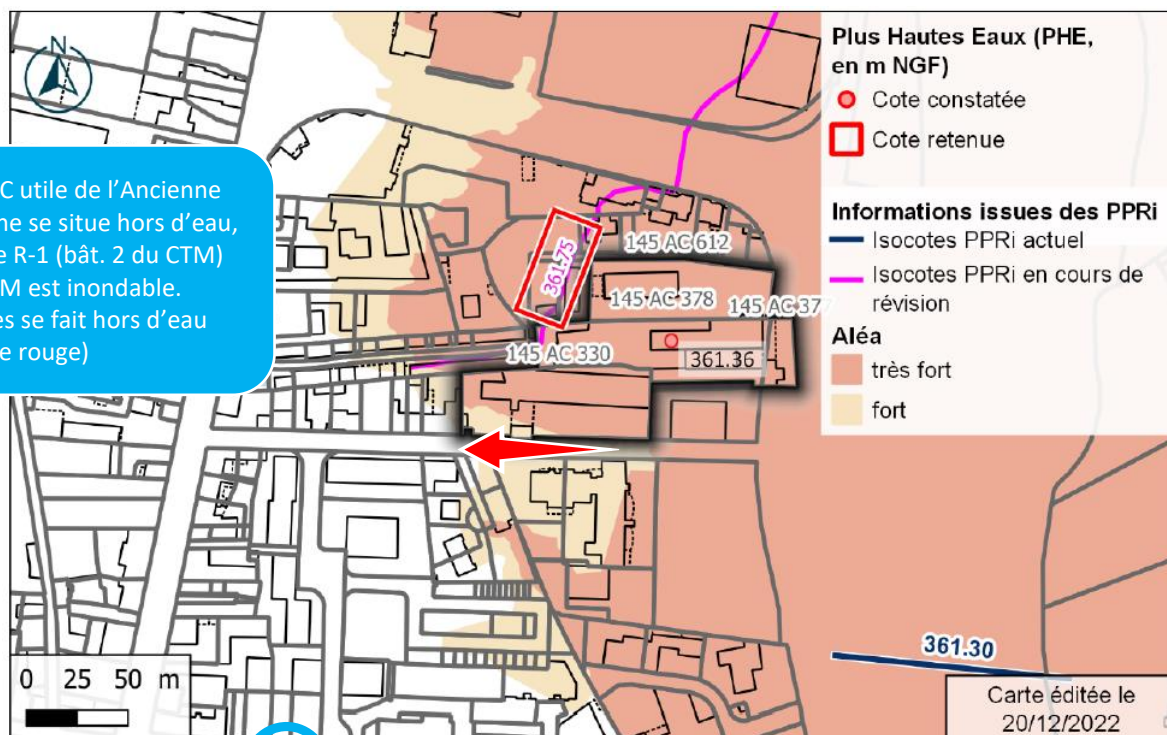 N
C utile de l’Ancienne
ne se situe hors d’eau,
e R-1 (bât. 2 du CTM)
M est inondable.
es se fait hors d’eau
e rouge)
361.75
145 AC 612
145 AC 378
145 AC 377
145 AC 330
361.36
361.30
Plus Hautes Eaux (PHE,
en m NGF)
Cote constatée
Cote retenue
Informations issues des PPRi
Isocotes PPRi actuel
Isocotes PPRi en cours de
révision
Aléa
très fort
fort
0 25 50 m
Carte éditée le
20/12/2022